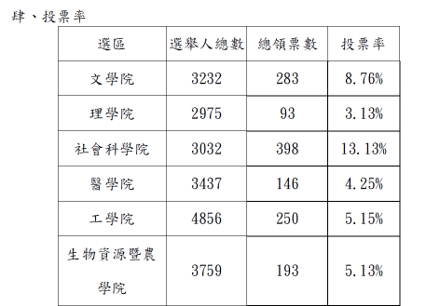 肆、投票率
選區 選舉人總數 總領票數 投票率
文學院 3232 283 8.76%
理學院 2975 93 3.13%
社會科學院 3032 398 13.13%
醫學院 3437 146 4.25%
工學院 4856 250 5.15%
生物資源暨農
學院 3759 193 5.13%